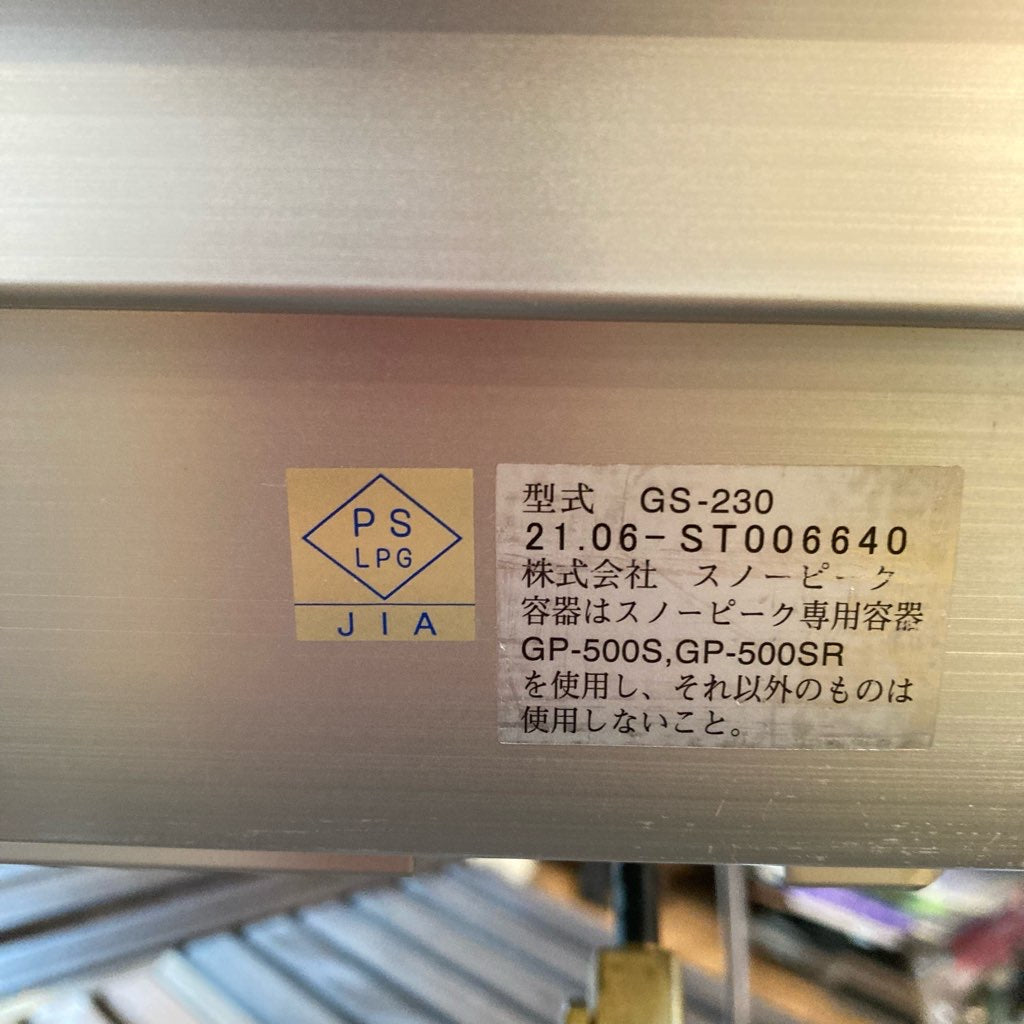 PS
LPG
JIA
型式 GS-230
21.06-ST006640
株式会社 スノーピーク
容器はスノーピーク専用容器
GP-500S,GP-500SR
を使用し、それ以外のものは
使用しないこと。